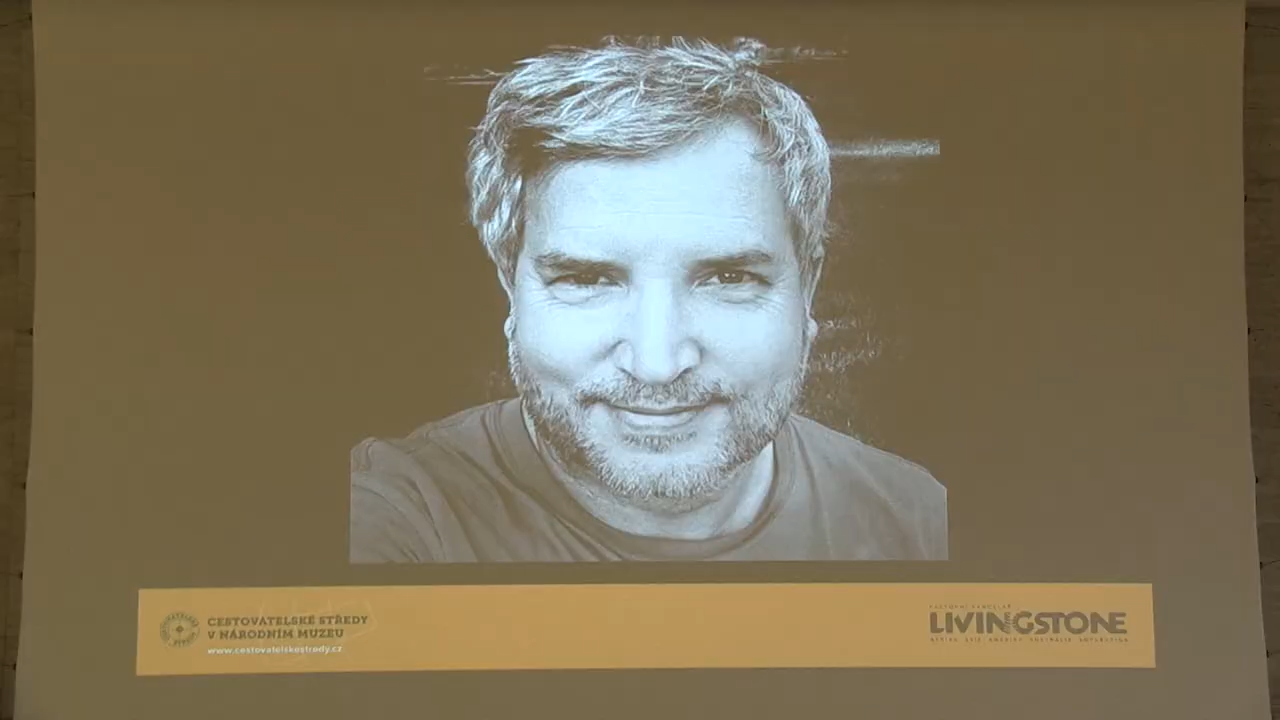 CESTOVATELSKÉ STŘEDY
V NÁRODNÍM MUZEU
www.cestovatelskestredy.cz
LIVINGSTONE